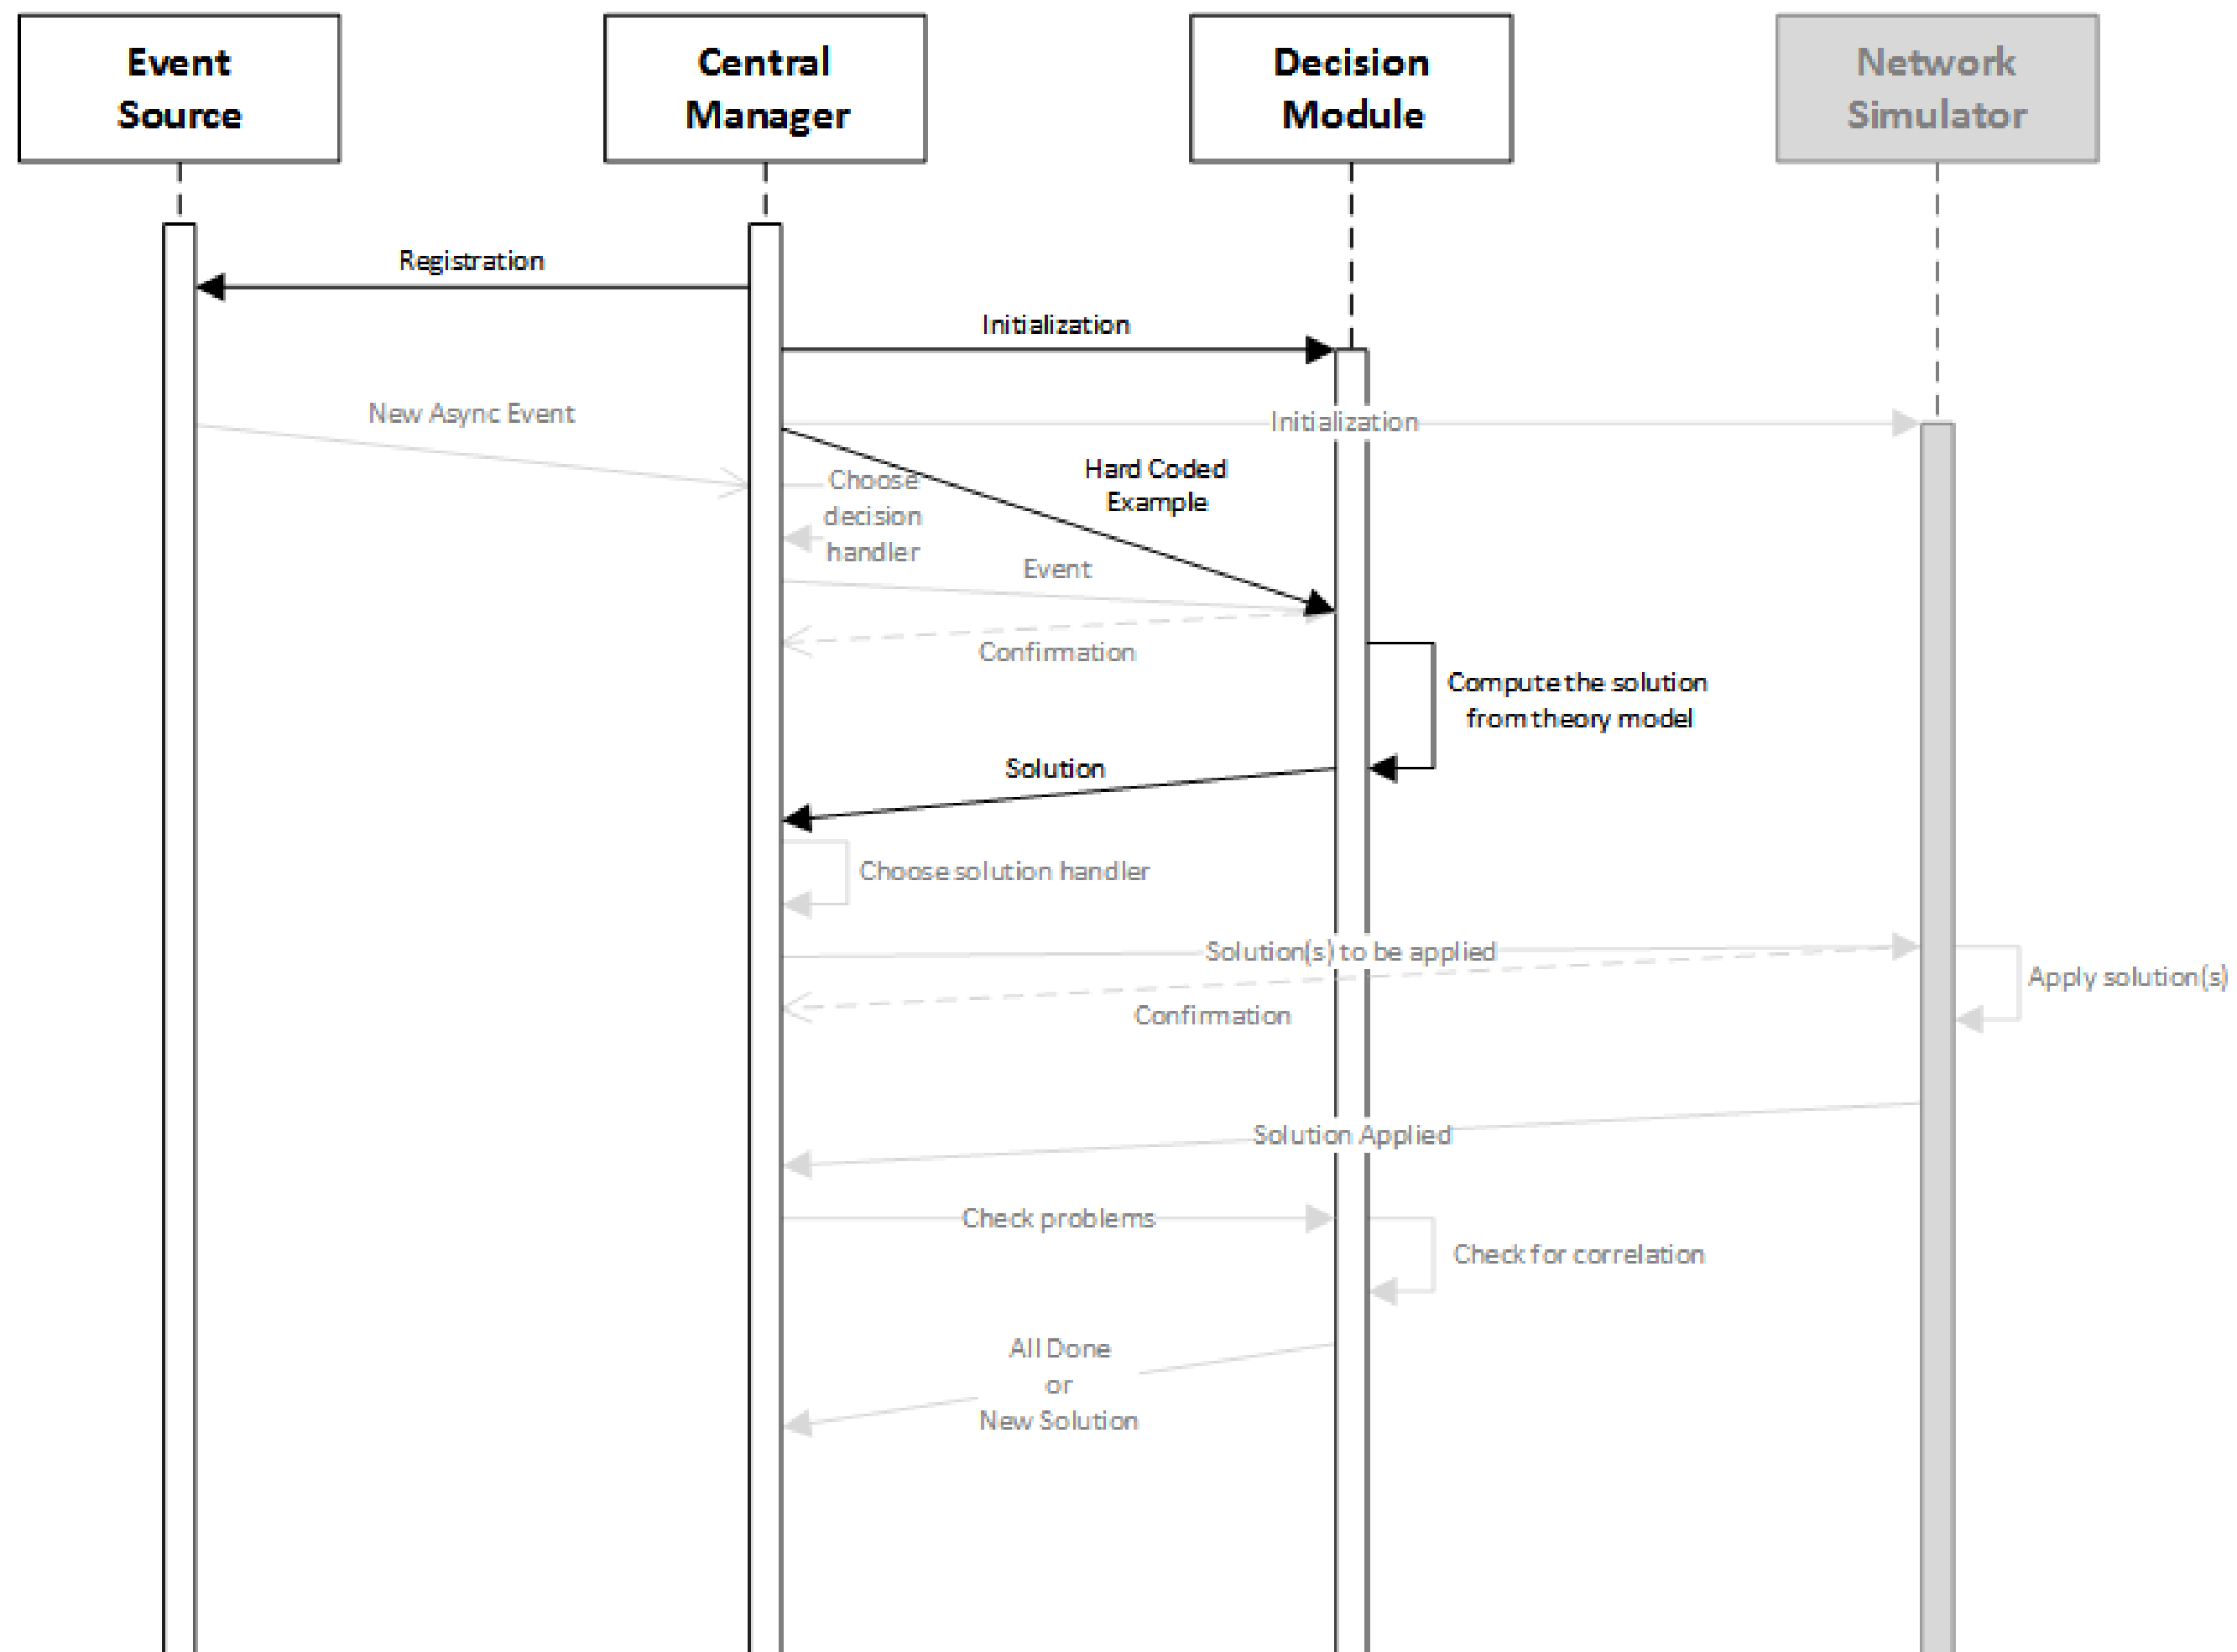 Event
Source
Central
Manager
Decision
Module
Network
Simulator
Registration
Initialization
New Async Event
Initialization
Hard Coded
Example
Choose
decision
handler
Event
Confirmation
Compute the solution
from theory model
Solution
Choose solution handler
Solution(s) to be applied
Apply solution(s)
Confirmation
Solution Applied
Check problems
Check for correlation
All Done
or
New Solution